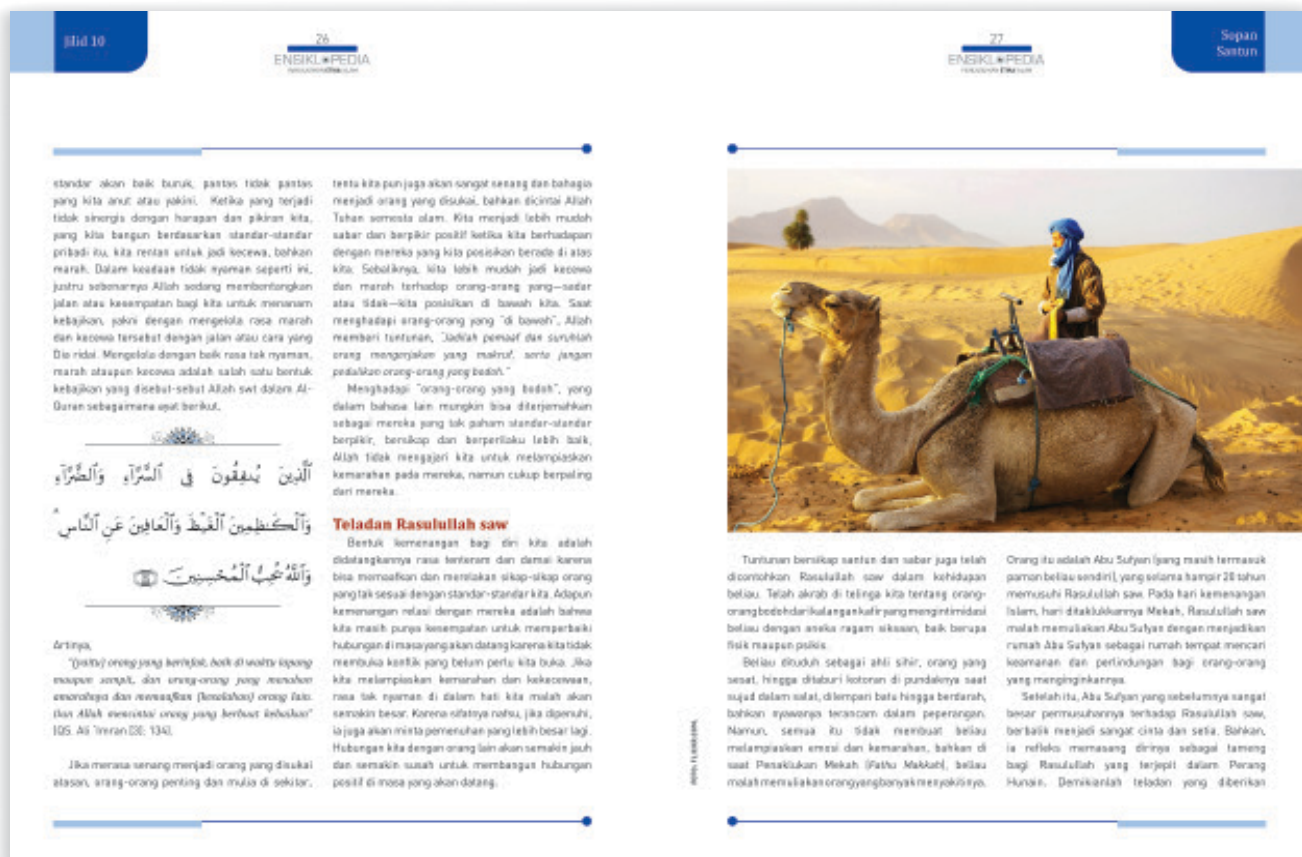 Jilid 10
26
ENSIKLOPEDIA
standar akan baik buruk, pantas tidak pantas
yang kita anut atau yakini. Ketika yang terjadi
tidak sinergis dengan harapan dan pikiran kita,
yang kita bangun berdasarkan standar-standar
pribadi itu, kita rentan untuk jadi kecewa, bahkan
marah. Dalam keadaan tidak nyaman seperti ini,
justru sebenarnya Allah sedang membentangkan
jalan atau kesempatan bagi kita untuk menanam
kebajikan, yakni dengan mengelola rasa marah
dan kecewa tersebut dengan jalan atau cara yang
Dia ridai. Mengelola dengan baik rasa tak nyaman,
marah ataupun kecewa adalah salah satu bentuk
kebajikan yang disebut-sebut Allah swt dalam Al-
Quran sebagaimana ayat berikut.
ٱلَّذِينَ يُنفِقُونَ فِي ٱلسَّرَّآءِ وَٱلضَّرَّآءِ
وَٱلْكَٰظِمِينَ ٱلْغَيْظَ وَٱلْعَافِينَ عَنِ ٱلنَّاسِ ۗ
وَٱللَّهُ يُحِبُّ ٱلْمُحْسِنِينَ
Artinya,
"(yaitu) orang yang berinfak, baik di waktu lapang
maupun sempit, dan orang-orang yang menahan
amarahnya dan memaafkan (kesalahan) orang lain.
Dan Allah mencintai orang yang berbuat kebaikan"
(QS. Ali 'Imran [3]: 134).
Jika merasa senang menjadi orang yang disukai
atasan, orang-orang penting dan mulia di sekitar,
tentu kita pun juga akan sangat senang dan bahagia
menjadi orang yang disukai, bahkan dicintai Allah
Tuhan semesta alam. Kita menjadi lebih mudah
sabar dan berpikir positif ketika kita berhadapan
dengan mereka yang kita posisikan berada di atas
kita. Sebaliknya, kita lebih mudah jadi kecewa
dan marah terhadap orang-orang yang—sadar
atau tidak—kita posisikan di bawah kita. Saat
menghadapi orang-orang yang "di bawah", Allah
memberi tuntunan, "Jadilah pemaaf dan suruhlah
orang mengerjakan yang makruf, serta jangan
pedulikan orang-orang yang bodoh."
Menghadapi "orang-orang yang bodoh", yang
dalam bahasa lain mungkin bisa diterjemahkan
sebagai mereka yang tak paham standar-standar
berpikir, bersikap dan berperilaku lebih baik,
Allah tidak mengajari kita untuk melampiaskan
kemarahan pada mereka, namun cukup berpaling
dari mereka.
Teladan Rasulullah saw
Bentuk kemenangan bagi diri kita adalah
didatangkannya rasa tenteram dan damai karena
bisa memaafkan dan merelakan sikap-sikap orang
yang tak sesuai dengan standar-standar kita. Adapun
kemenangan relasi dengan mereka adalah bahwa
kita masih punya kesempatan untuk memperbaiki
hubungan di masa yang akan datang karena kita tidak
membuka konflik yang belum perlu kita buka. Jika
kita melampiaskan kemarahan dan kekecewaan,
rasa tak nyaman di dalam hati kita malah akan
semakin besar. Karena sifatnya nafsu, jika dipenuhi,
ia juga akan minta pemenuhan yang lebih besar lagi.
Hubungan kita dengan orang lain akan semakin jauh
dan semakin susah untuk membangun hubungan
positif di masa yang akan datang.
27
ENSIKLOPEDIA
Sopan
Santun
Tuntunan bersikap santun dan sabar juga telah
dicontohkan Rasulullah saw dalam kehidupan
beliau. Telah akrab di telinga kita tentang orang-
orang bodoh dari kalangan kafir yang mengintimidasi
beliau dengan aneka ragam siksaan, baik berupa
fisik maupun psikis.
Beliau dituduh sebagai ahli sihir, orang yang
sesat, hingga ditaburi kotoran di pundaknya saat
sujud dalam salat, dilempari batu hingga berdarah,
bahkan nyawanya terancam dalam peperangan.
Namun, semua itu tidak membuat beliau
melampiaskan emosi dan kemarahan, bahkan di
saat Penaklukan Mekah (Fathu Makkah), beliau
malah memuliakan orang yang banyak menyakitinya.
Orang itu adalah Abu Sufyan (yang masih termasuk
paman beliau sendiri), yang selama hampir 20 tahun
memusuhi Rasulullah saw. Pada hari kemenangan
Islam, hari ditaklukkannya Mekah, Rasulullah saw
malah memuliakan Abu Sufyan dengan menjadikan
rumah Abu Sufyan sebagai rumah tempat mencari
keamanan dan perlindungan bagi orang-orang
yang menginginkannya.
Setelah itu, Abu Sufyan yang sebelumnya sangat
besar permusuhannya terhadap Rasulullah saw,
berbalik menjadi sangat cinta dan setia. Bahkan,
ia refleks memasang dirinya sebagai tameng
bagi Rasulullah yang terjepit dalam Perang
Hunain. Demikianlah teladan yang diberikan